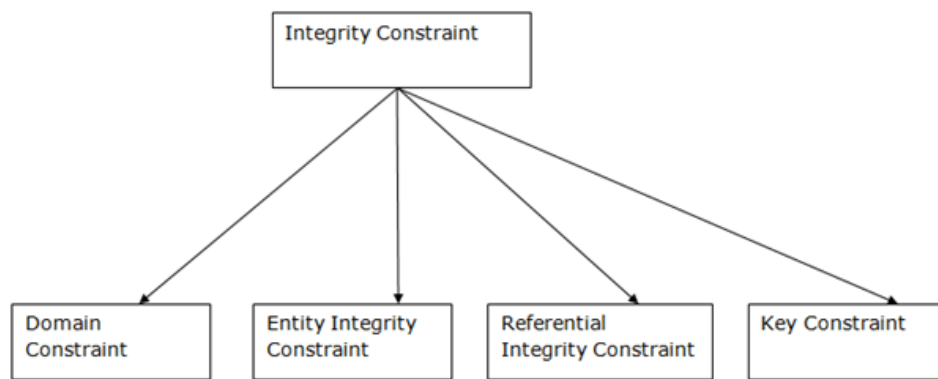 Integrity Constraint
Domain
Constraint
Entity Integrity
Constraint
Referential
Integrity Constraint
Key Constraint